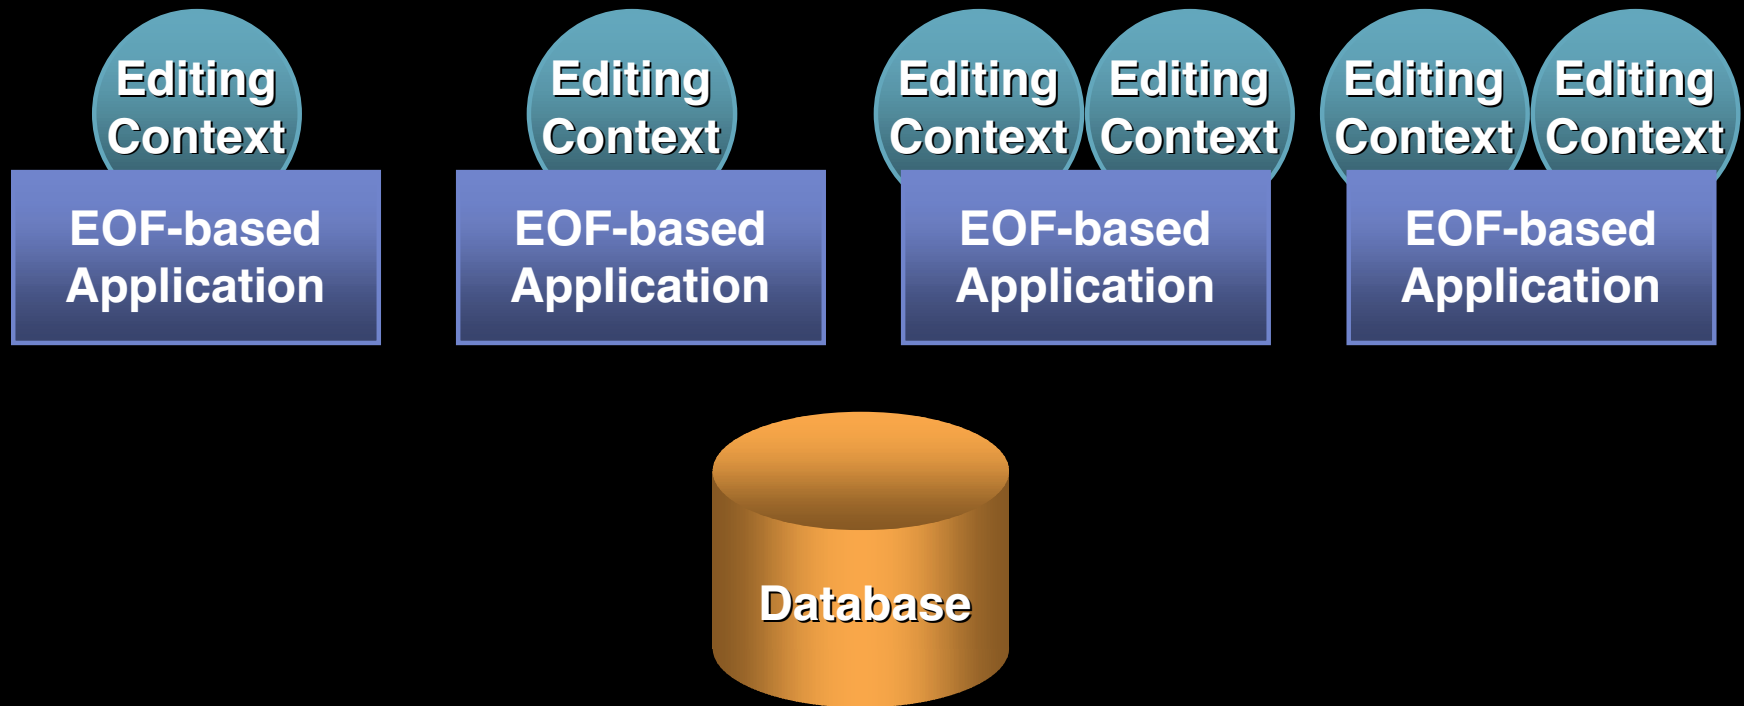 Editing
Context
Editing
Context
Editing
Context
Editing
Context
Editing
Context
Editing
Context
EOF-based
Application
EOF-based
Application
EOF-based
Application
EOF-based
Application
Database